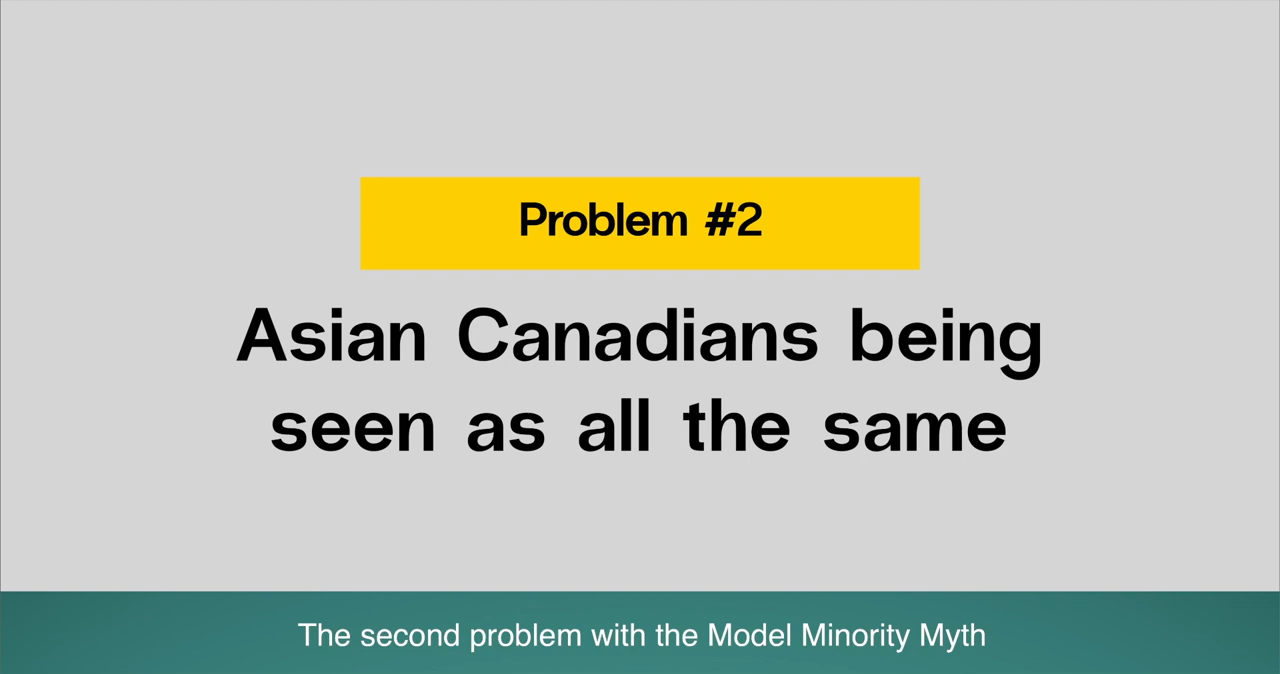 Problem #2
Asian Canadians being
seen as all the same
The second problem with the Model Minority Myth